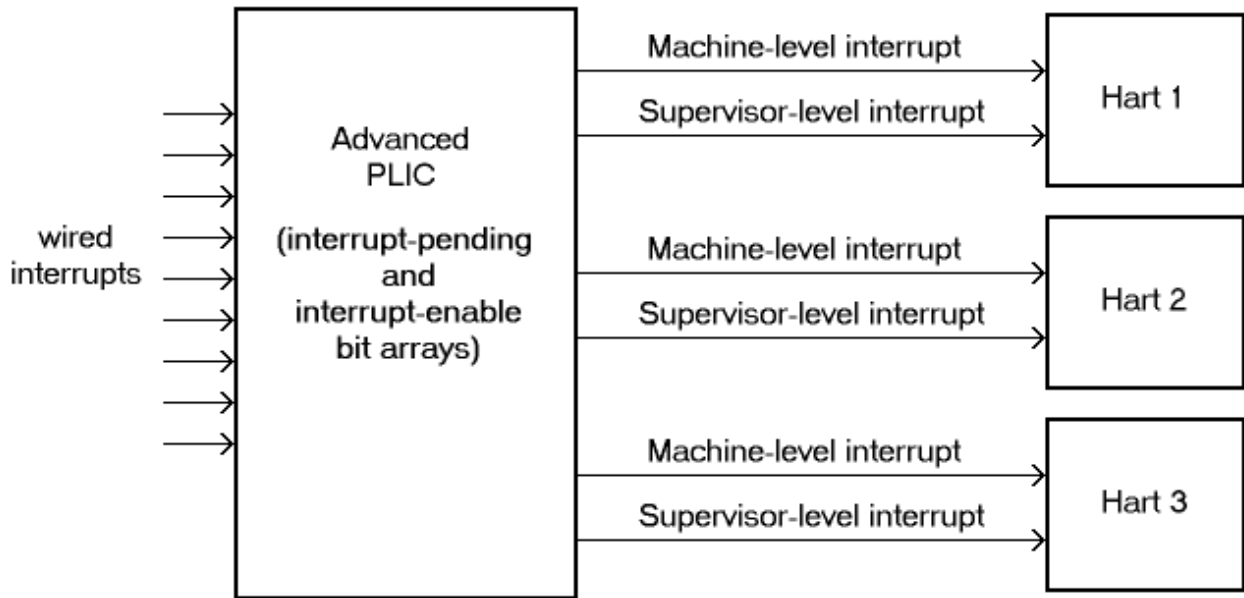 wired
interrupts
Advanced
PLIC
(interrupt-pending
and
interrupt-enable
bit arrays)
Machine-level interrupt
Supervisor-level interrupt
Hart 1
Machine-level interrupt
Supervisor-level interrupt
Hart 2
Machine-level interrupt
Supervisor-level interrupt
Hart 3